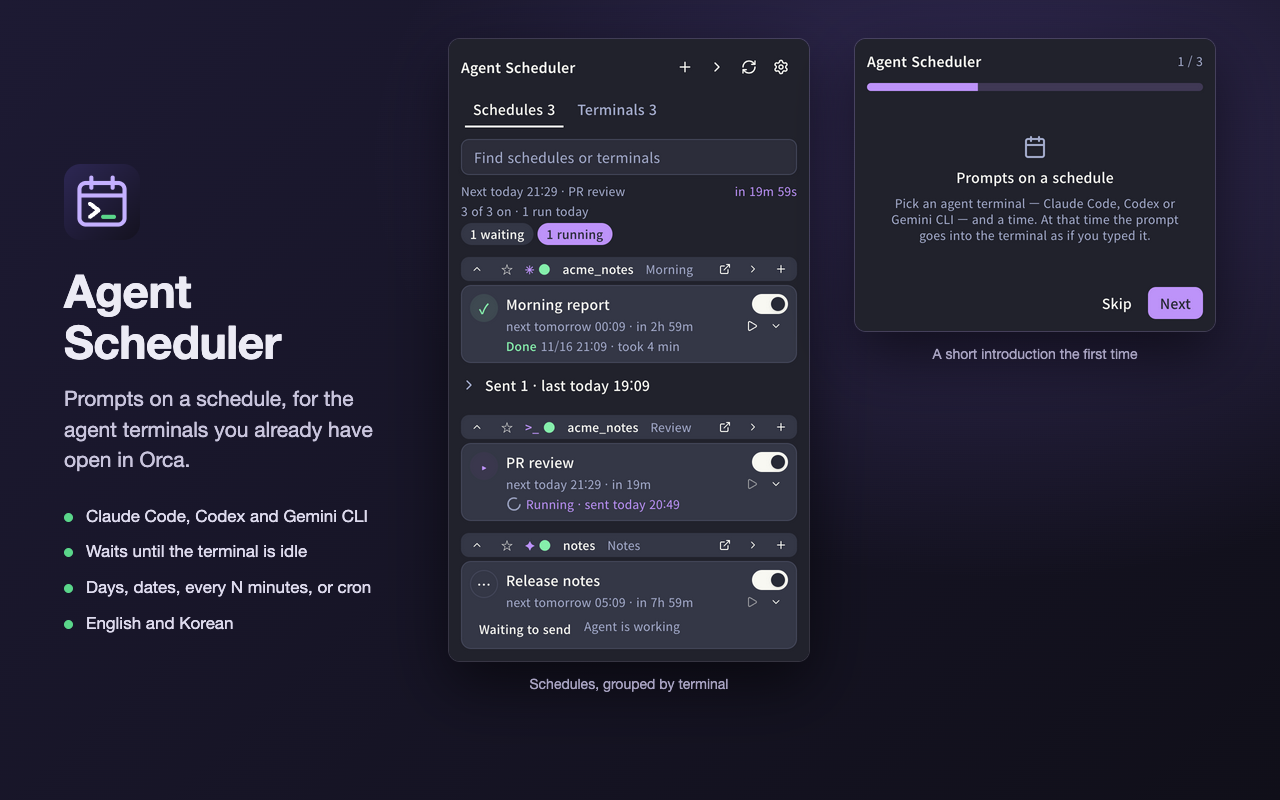 Agent
Scheduler
Prompts on a schedule, for the
agent terminals you already have
open in Orca.
Claude Code, Codex and Gemini CLI
Waits until the terminal is idle
Days, dates, every N minutes, or cron
English and Korean
Agent Scheduler
Schedules 3
Terminals 3
Find schedules or terminals
Next today 21:29 · PR review
in 19m 59s
3 of 3 on · 1 run today
1 waiting
1 running
acme_notes Morning
Morning report
next tomorrow 00:09 · in 2h 59m
Done 11/16 21:09 · took 4 min
Sent 1 · last today 19:09
>_ acme_notes Review
PR review
next today 21:29 · in 19m
Running · sent today 20:49
notes Notes
Release notes
next tomorrow 05:09 · in 7h 59m
Waiting to send Agent is working
Schedules, grouped by terminal
Agent Scheduler
1 / 3
Prompts on a schedule
Pick an agent terminal — Claude Code, Codex or
Gemini CLI — and a time. At that time the prompt
goes into the terminal as if you typed it.
Skip
Next
A short introduction the first time